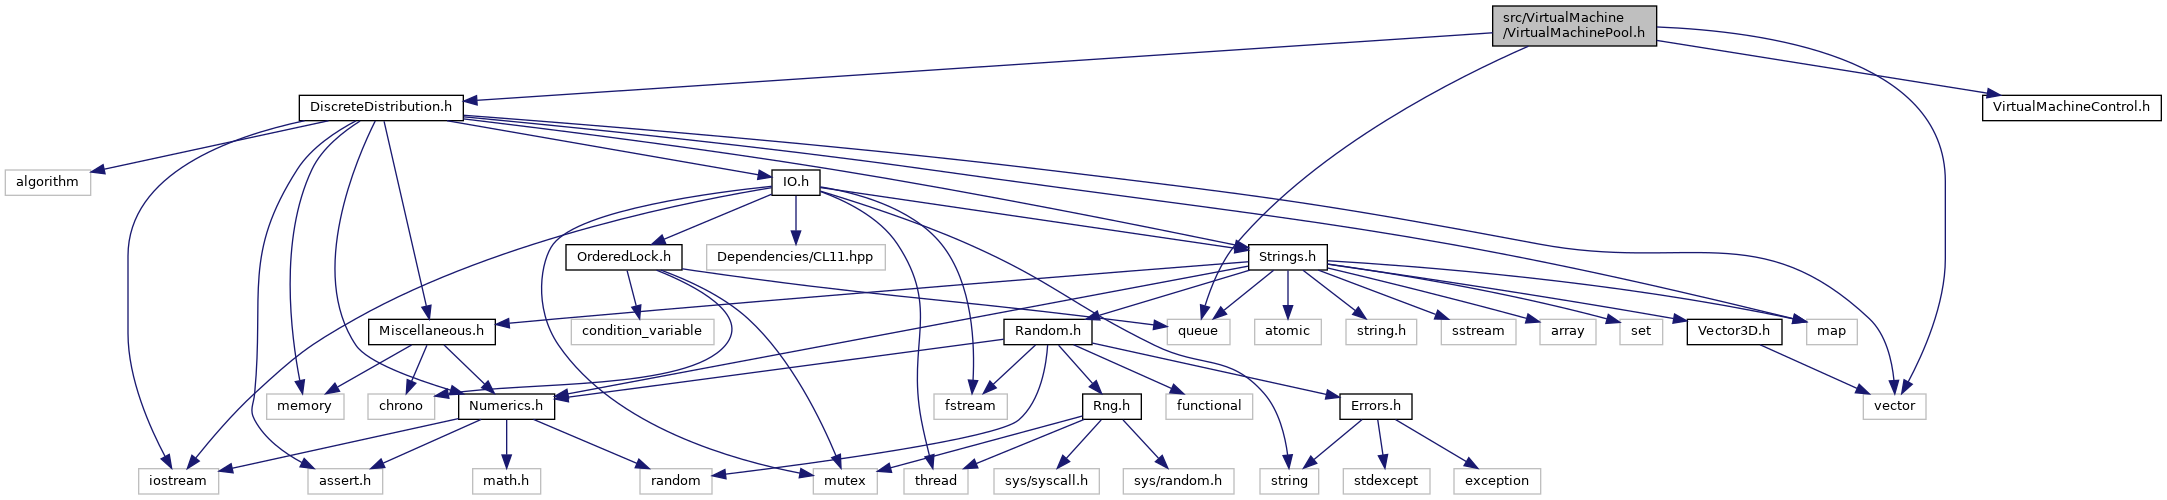 src/VirtualMachine
/VirtualMachinePool.h
DiscreteDistribution.h
VirtualMachineControl.h
algorithm
IO.h
OrderedLock.h
Dependencies/CL11.hpp
Strings.h
Miscellaneous.h
condition_variable
Random.h
queue
atomic
string.h
sstream
array
set
Vector3D.h
map
memory
chrono
Numerics.h
fstream
Rng.h
functional
Errors.h
vector
iostream
assert.h
math.h
random
mutex
thread
sys/syscall.h
sys/random.h
string
stdexcept
exception